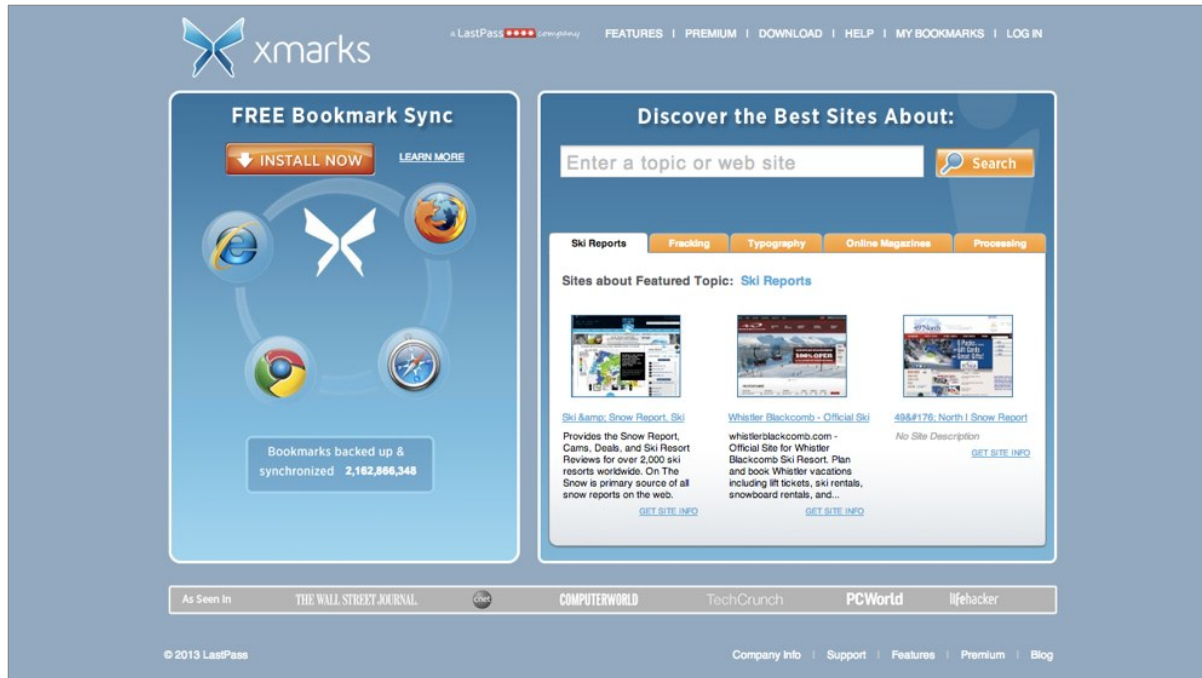 xmarks
a LastPass **** company
FEATURES | PREMIUM | DOWNLOAD | HELP | MY BOOKMARKS | LOG IN
FREE Bookmark Sync
INSTALL NOW
LEARN MORE
Bookmarks backed up &
synchronized 2,162,866,348
Discover the Best Sites About:
Enter a topic or web site
Search
Ski Reports
Fracking
Typography
Online Magazines
Processing
Sites about Featured Topic: Ski Reports
100% OPEN
49°North
Ski &amp; Snow Report, Ski
Provides the Snow Report,
Cams, Deals, and Ski Resort
Reviews for over 2,000 ski
resorts worldwide. On The
Snow is primary source of all
snow reports on the web.
GET SITE INFO
Whistler Blackcomb - Official Ski
whistlerblackcomb.com -
Official Site for Whistler
Blackcomb Ski Resort. Plan
and book Whistler vacations
including lift tickets, ski rentals,
snowboard rentals, and...
GET SITE INFO
49&#176; North I Snow Report
No Site Description
GET SITE INFO
As Seen In
THE WALL STREET JOURNAL.
cnet
COMPUTERWORLD
TechCrunch
PCWorld
lifehacker
© 2013 LastPass
Company Info | Support | Features | Premium | Blog